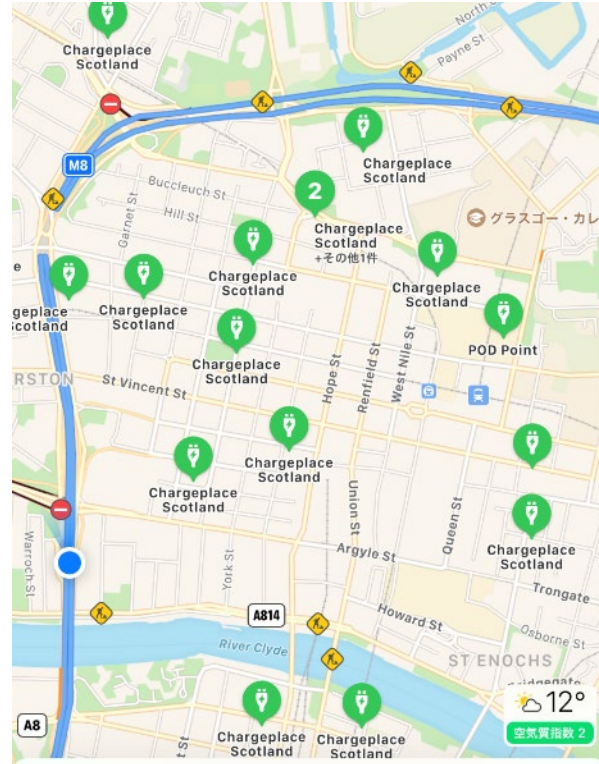 Chargeplace
Scotland
North
Payne St
M8
Chargeplace
Scotland
Buccleuch St
2
Garnet St
Hill St
Chargeplace
Scotland
+その他1件
グラスゴー・カレ
e
Chargeplace
Scotland
Chargeplace
Scotland
geplace
cotland
Chargeplace
Scotland
POD Point
Chargeplace
Scotland
RSTON
St Vincent St
Hope St
Renfield St
West Nile St
Chargeplace
Scotland
Chargeplace
Scotland
Union St
Queen St
Chargeplace
Scotland
Warroch St
York St
Argyle St
Trongate
A814
Howard St
Osborne St
River Clyde
ST ENOCHS
Bridgegate
12°
空気質指数 2
A8
Chargeplace
Scotland
Chargeplace
Scotland